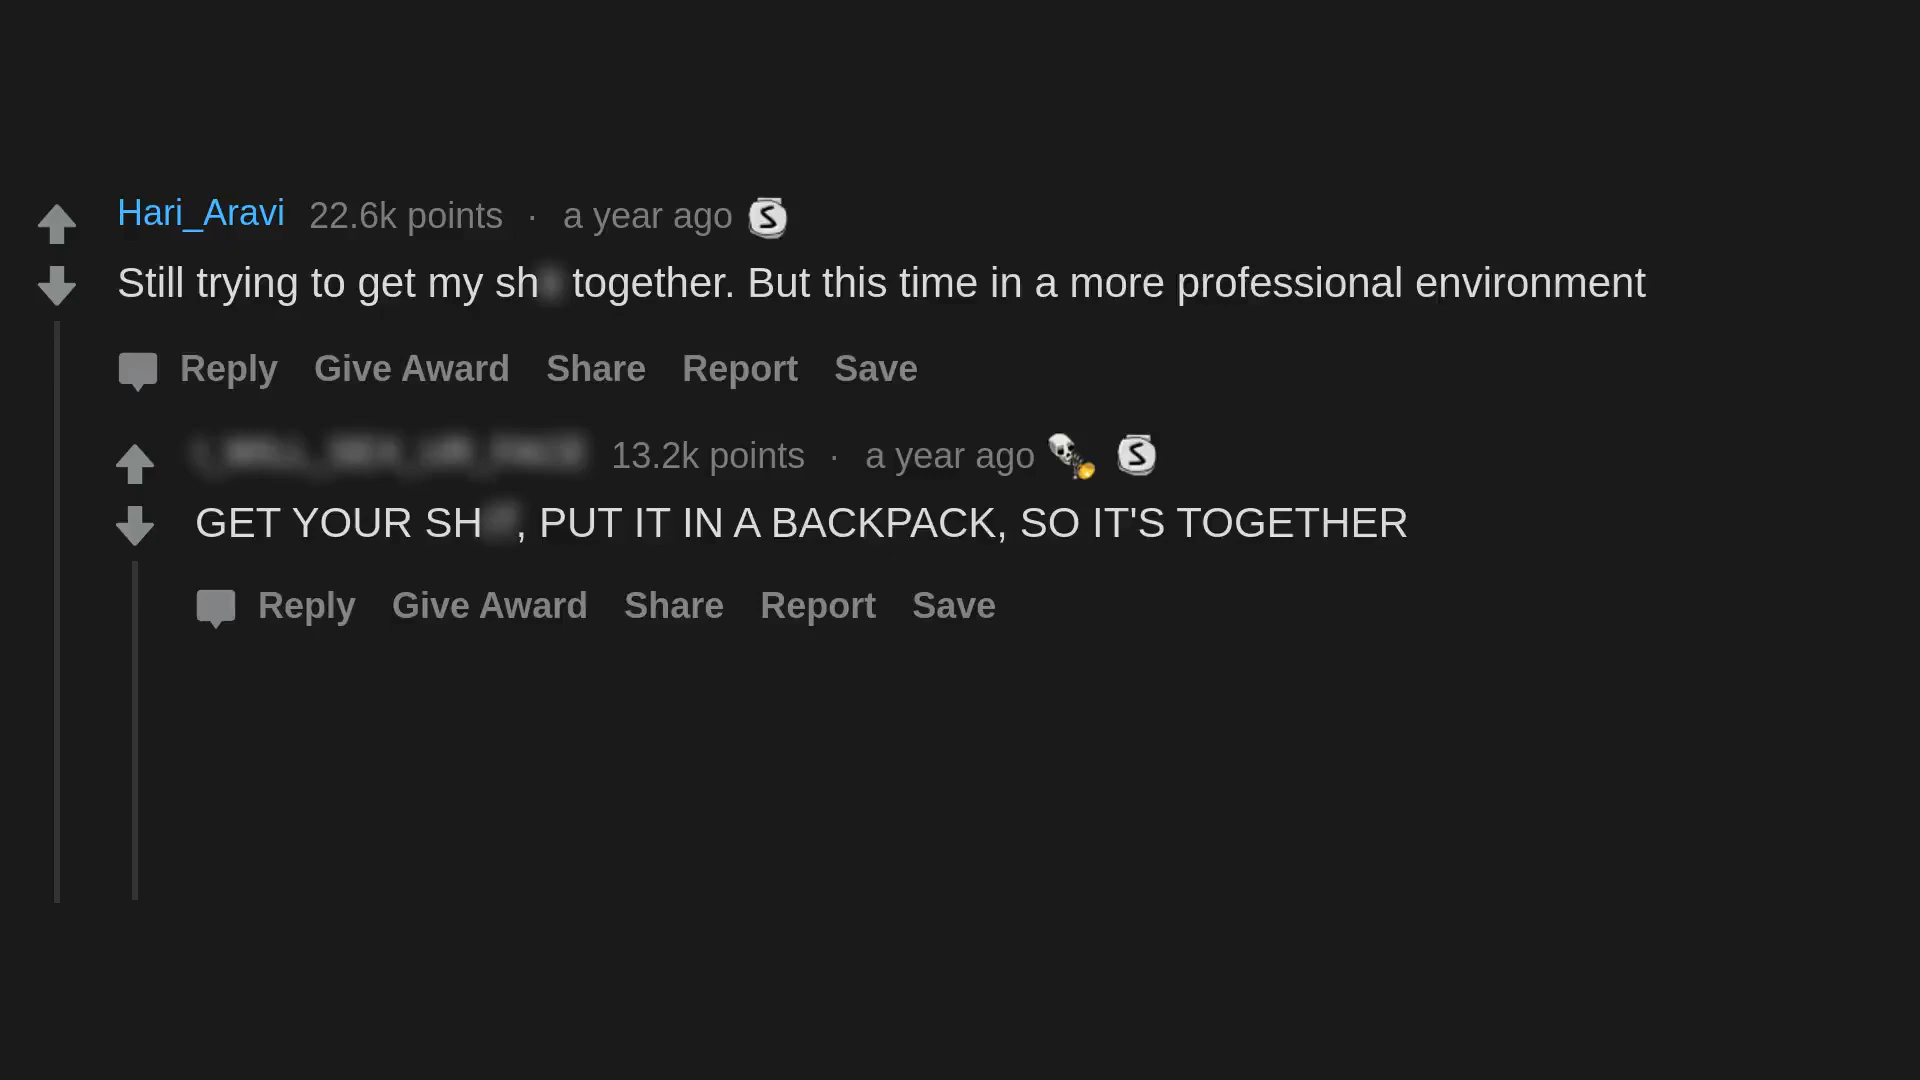 Hari_Aravi 22.6k points · a year ago S
Still trying to get my sh together. But this time in a more professional environment
Reply Give Award Share Report Save
13.2k points · a year ago S
GET YOUR SH, PUT IT IN A BACKPACK, SO IT'S TOGETHER
Reply Give Award Share Report Save